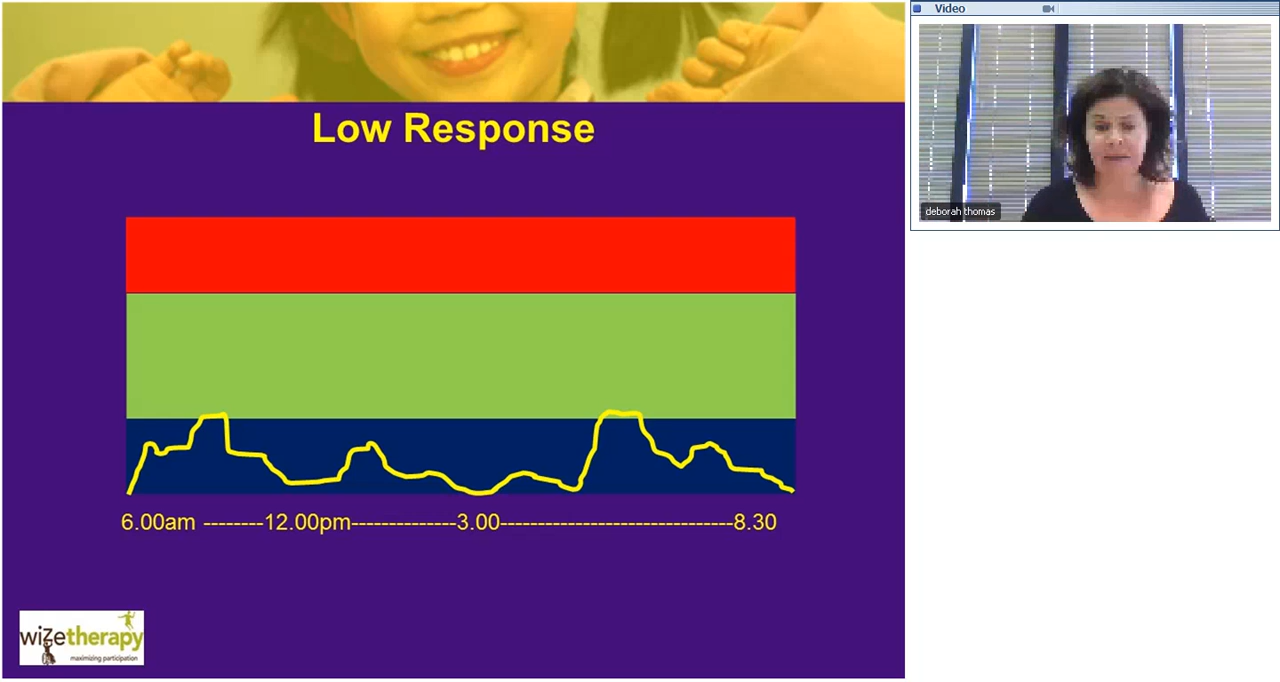 Low Response
6.00am --------12.00pm--------------3.00-------------------------------8.30
wizetherapy
maximizing participation
Video
deborah thomas